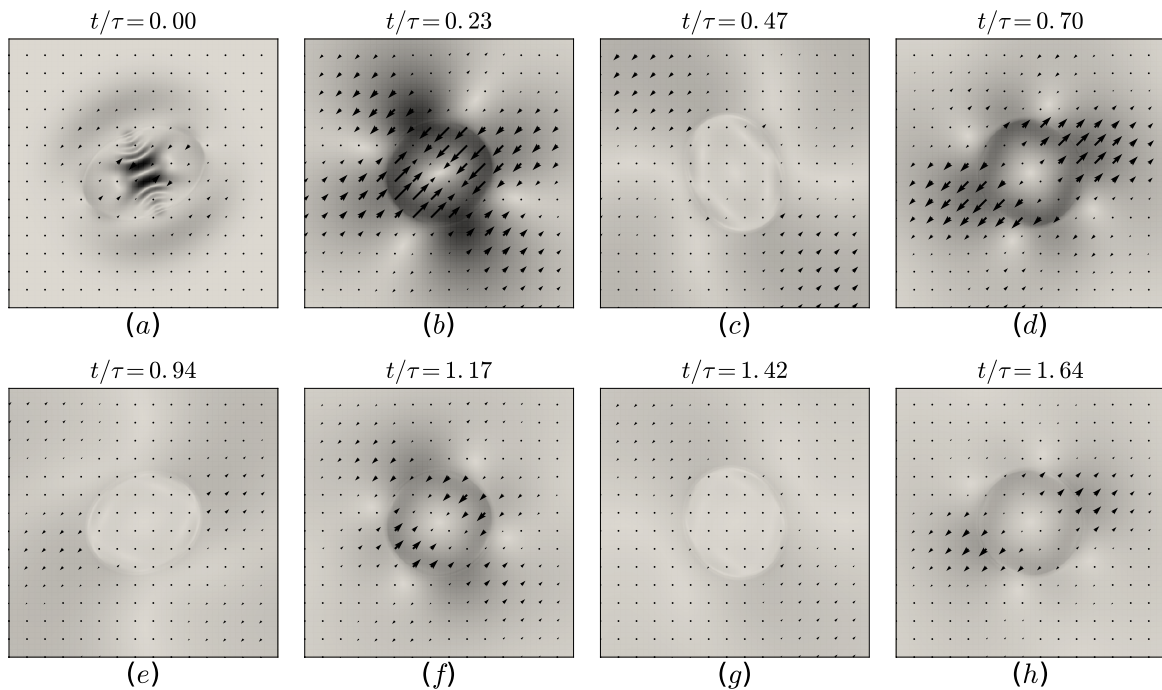 t/τ = 0.00 t/τ = 0.23 t/τ = 0.47 t/τ = 0.70
(a) (b) (c) (d)
t/τ = 0.94 t/τ = 1.17 t/τ = 1.42 t/τ = 1.64
(e) (f) (g) (h)